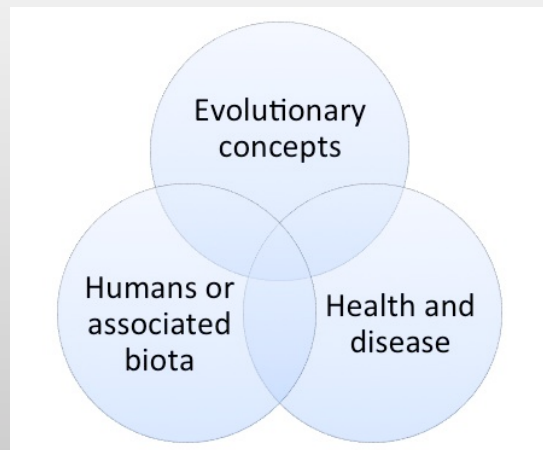 Evolutionary
concepts
Humans or
associated
biota
Health and
disease